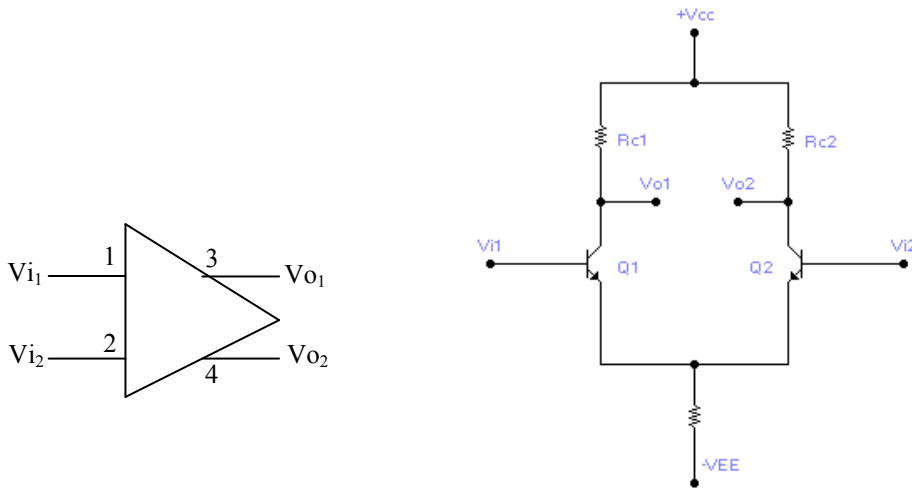 Vi₁
1
3
Vo₁
Vi₂
2
4
Vo₂
+Vcc
Rc1
Rc2
Vo1
Vo2
Vi1
Q1
Q2
Vi2
-VEE